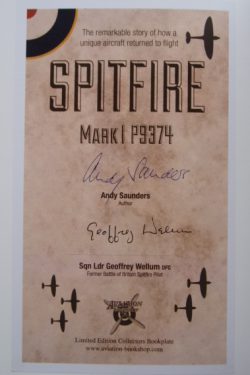 The remarkable story of how a
unique aircraft returned to flight
SPITFIRE
MARK I P9374
Andy Saunders
Andy Saunders
Author
Geoffrey Wellum
Sqn Ldr Geoffrey Wellum DFC
Former Battle of Britain Spitfire Pilot
AVIATION
Limited Edition Collectors Bookplate
www.aviation-bookshop.com